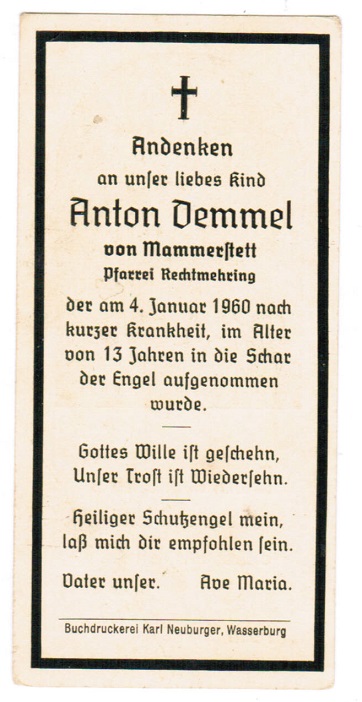 Andenken
an unser liebes Kind
Anton Demmel
von Mammerstett
Pfarrei Rechtmehring
der am 4. Januar 1960 nach
kurzer Krankheit, im Alter
von 13 Jahren in die Schar
der Engel aufgenommen
wurde.
Gottes Wille ist geschehn,
Unser Trost ist Wiedersehn.
Heiliger Schutzengel mein,
laß mich dir empfohlen sein.
Vater unser. Ave Maria.
Buchdruckerei Karl Neuburger, Wasserburg